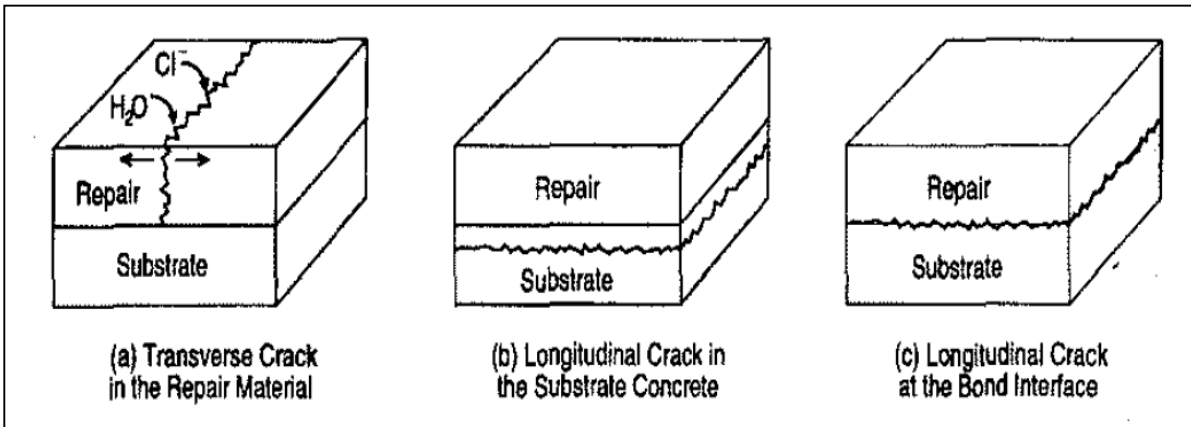 Cl⁻
H₂O
Repair
Substrate
(a) Transverse Crack
in the Repair Material
Repair
Substrate
(b) Longitudinal Crack in
the Substrate Concrete
Repair
Substrate
(c) Longitudinal Crack
at the Bond Interface